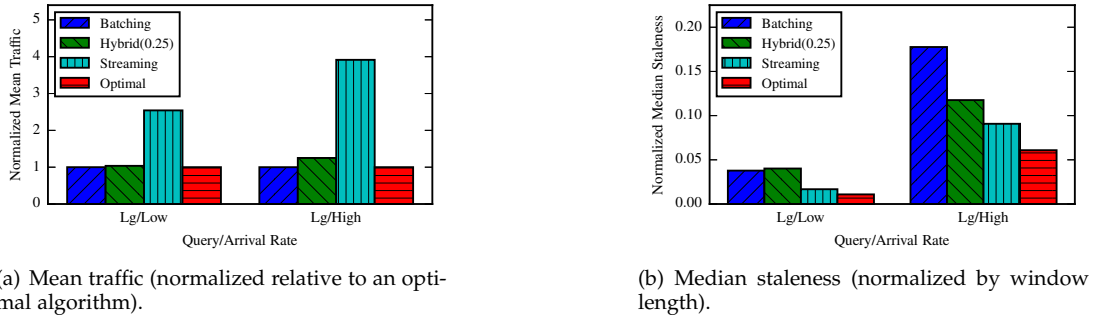 Normalized Mean Traffic
5
4
3
2
1
0
Batching
Hybrid(0.25)
Streaming
Optimal
Lg/Low Lg/High
Query/Arrival Rate
(a) Mean traffic (normalized relative to an opti-
mal algorithm).
Normalized Median Staleness
0.20
0.15
0.10
0.05
0.00
Batching
Hybrid(0.25)
Streaming
Optimal
Lg/Low Lg/High
Query/Arrival Rate
(b) Median staleness (normalized by window
length).